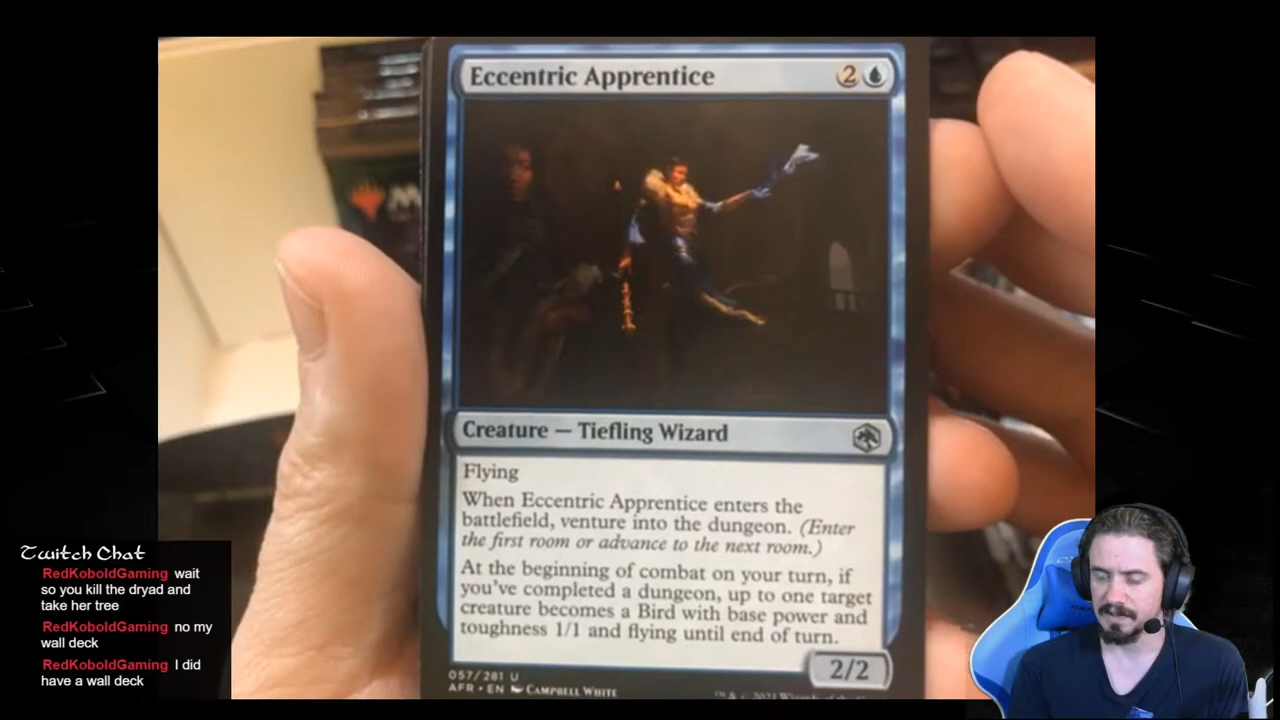 Eccentric Apprentice 2
Creature — Tiefling Wizard
Flying
When Eccentric Apprentice enters the
battlefield, venture into the dungeon. (Enter
the first room or advance to the next room.)
At the beginning of combat on your turn, if
you've completed a dungeon, up to one target
creature becomes a Bird with base power and
toughness 1/1 and flying until end of turn.
2/2
057/281 U
AFR • EN CAMPBELL WHITE
Twitch Chat
RedKoboldGaming wait
so you kill the dryad and
take her tree
RedKoboldGaming no my
wall deck
RedKoboldGaming I did
have a wall deck